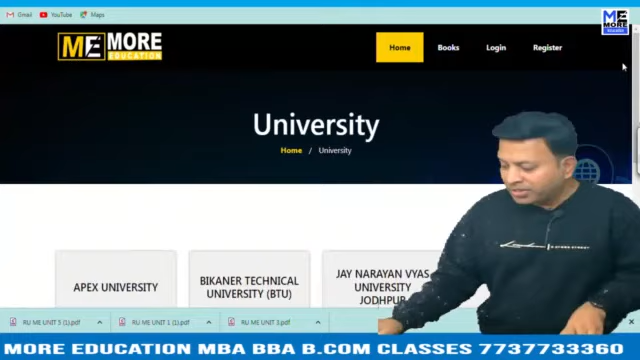 Gmail YouTube Maps
ME MORE
EDUCATION
ME
MORE
Home Books Login Register
University
Home / University
APEX UNIVERSITY
BIKANER TECHNICAL
UNIVERSITY (BTU)
JAY NARAYAN VYAS
UNIVERSITY
JODHPUR
RU ME UNIT 5 (1).pdf RU ME UNIT 1 (1).pdf RU ME UNIT 3.pdf
MORE EDUCATION MBA BBA B.COM CLASSES 7737733360